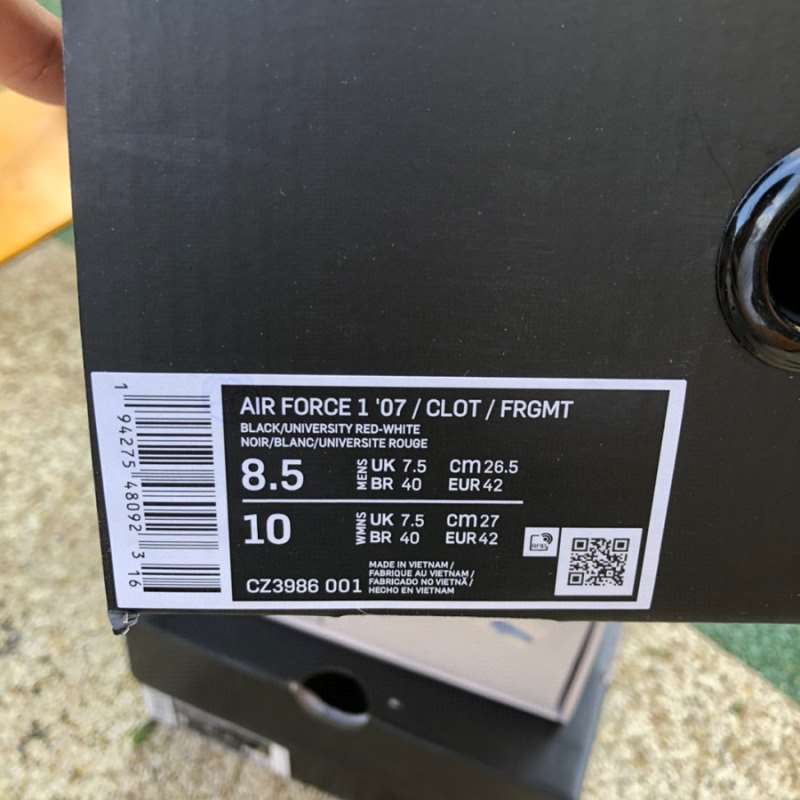 AIR FORCE 1 '07 / CLOT / FRGMT
BLACK/UNIVERSITY RED-WHITE
NOIR/BLANC/UNIVERSITE ROUGE
8.5 MENS UK 7.5 cm 26.5
BR 40 EUR 42
10 WMNS UK 7.5 cm 27
BR 40 EUR 42
CZ3986 001
MADE IN VIETNAM /
FABRIQUE AU VIETNAM /
FABRICADO NO VIETNÃ /
HECHO EN VIETNAM
1 94275 48092 3 16